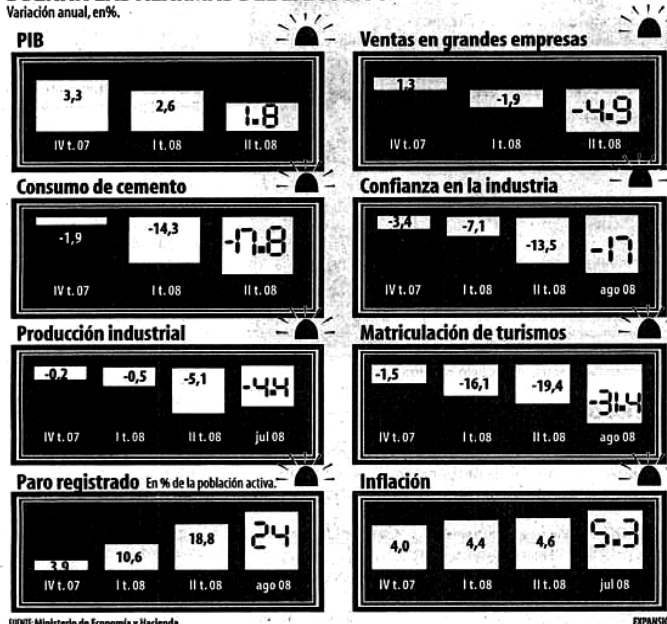 Variación anual, en%.
PIB
3,3
2,6
1.8
IV t. 07
I t. 08
II t. 08
Ventas en grandes empresas
1,3
-1,9
-4.9
IV t. 07
I t. 08
II t. 08
Consumo de cemento
-1,9
-14,3
-17.8
IV t. 07
I t. 08
II t. 08
Confianza en la industria
-3,4
-7,1
-13,5
-17
IV t. 07
I t. 08
II t. 08
ago 08
Producción industrial
-0,2
-0,5
-5,1
-4.4
IV t. 07
I t. 08
II t. 08
jul 08
Matriculación de turismos
-1,5
-16,1
-19,4
-31.4
IV t. 07
I t. 08
II t. 08
ago 08
Paro registrado En % de la población activa.
3,9
10,6
18,8
24
IV t. 07
I t. 08
II t. 08
ago 08
Inflación
4,0
4,4
4,6
5.3
IV t. 07
I t. 08
II t. 08
jul 08
FUENTE: Ministerio de Economía y Hacienda